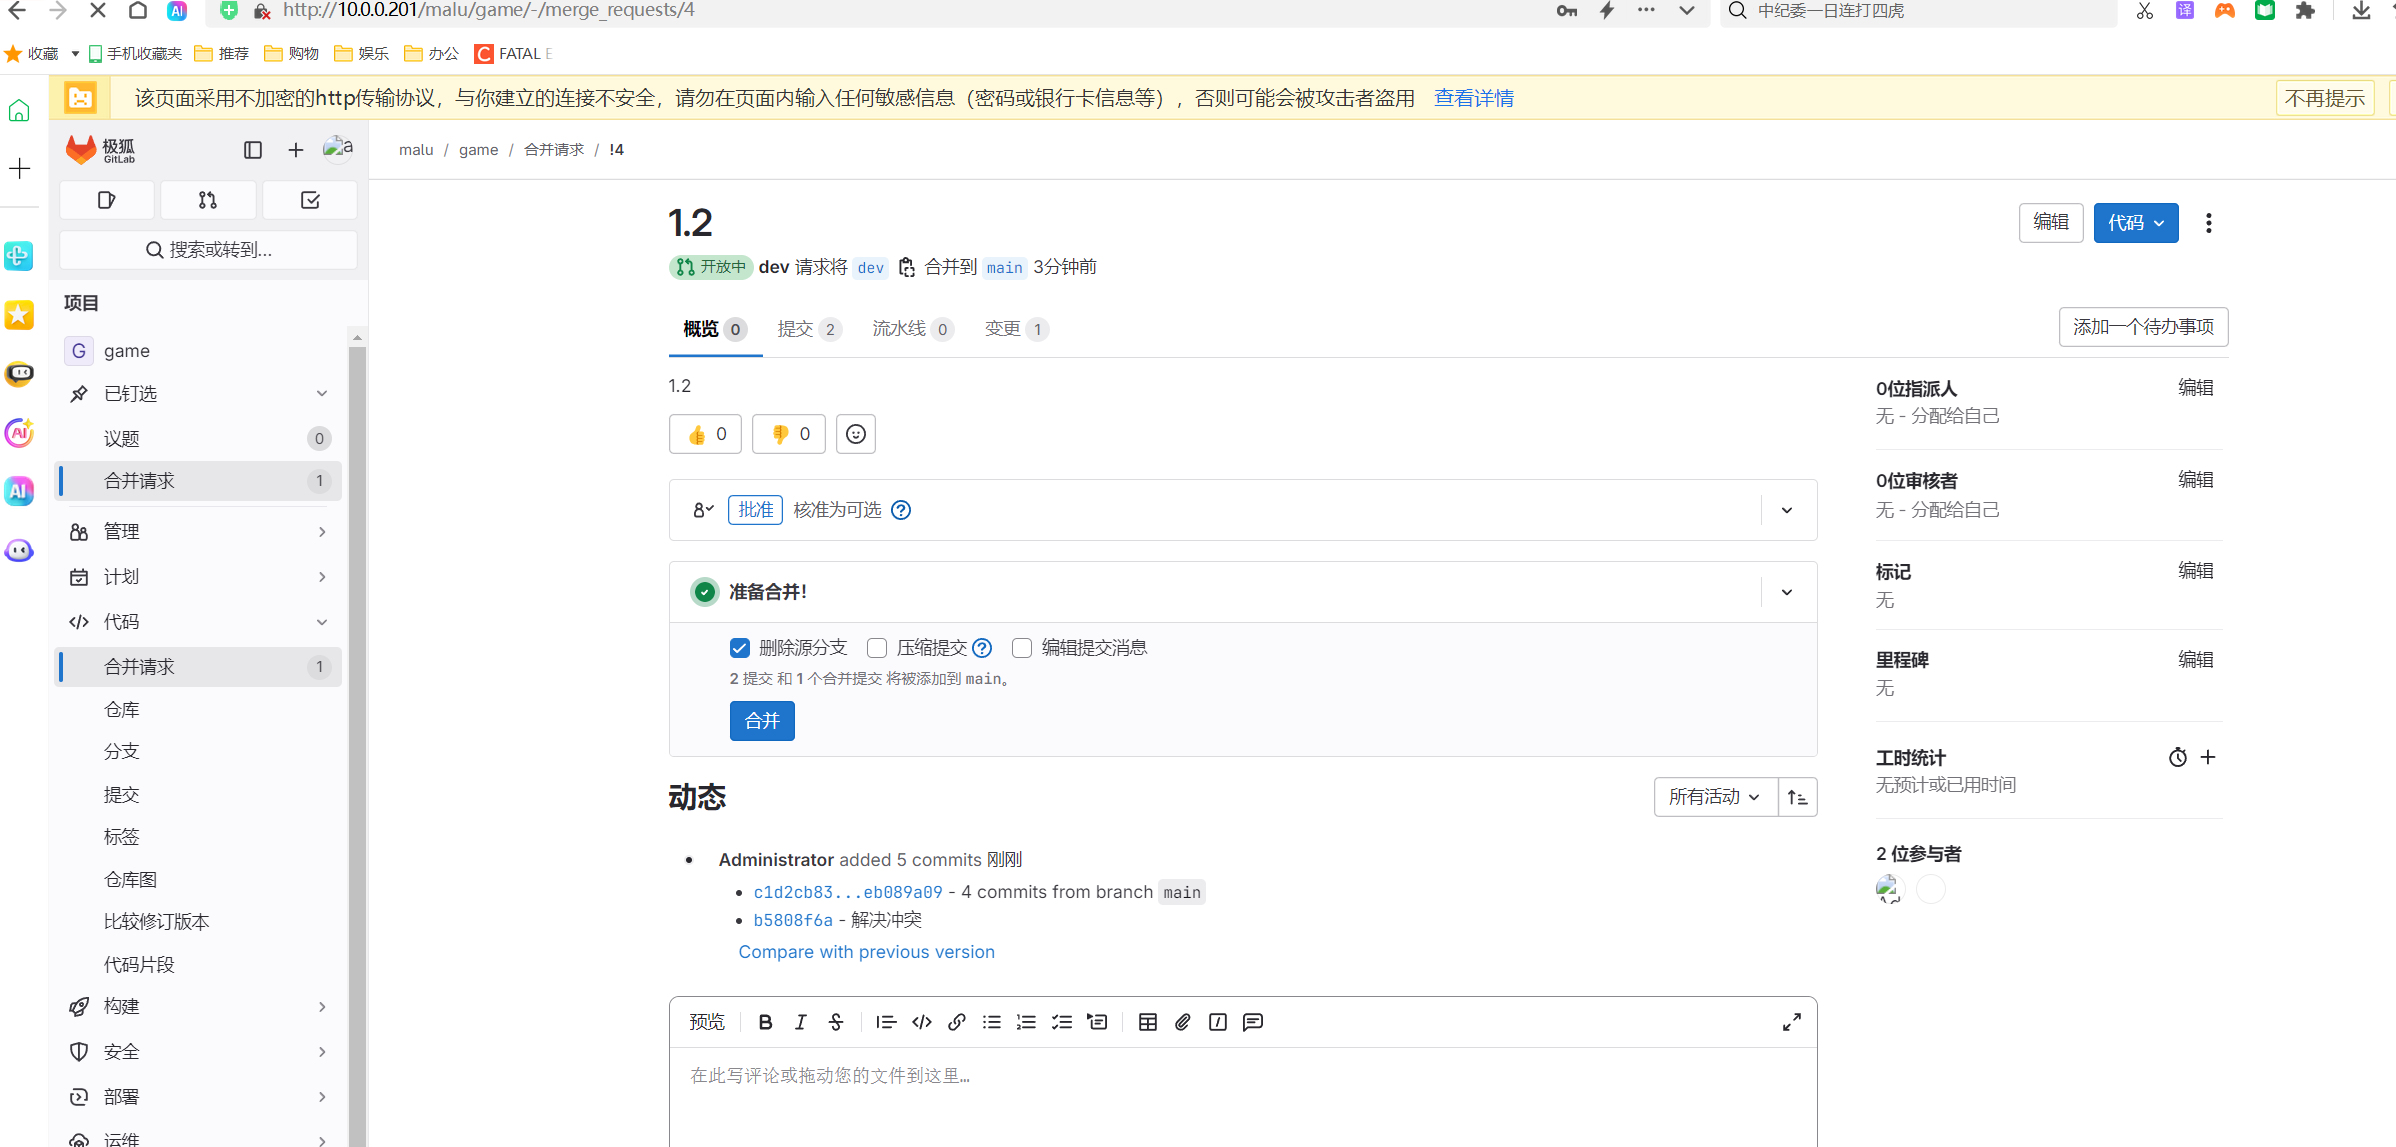 http://10.0.0.201/malu/game/-/merge_requests/4
中纪委一日连打四虎
收藏 手机收藏夹 推荐 购物 娱乐 办公 FATAL
该页面采用不加密的http传输协议，与你建立的连接不安全，请勿在页面内输入任何敏感信息（密码或银行卡信息等），否则可能会被攻击者盗用 查看详情 不再提示
极狐
GitLab
malu / game / 合并请求 / !4
搜索或转到...
项目
G game
已钉选
议题 0
合并请求 1
管理
计划
代码
合并请求 1
仓库
分支
提交
标签
仓库图
比较修订版本
代码片段
构建
安全
部署
运维
1.2
编辑 代码
开放中 dev 请求将 dev 合并到 main 3分钟前
概览 0 提交 2 流水线 0 变更 1
添加一个待办事项
1.2
👍 0 👎 0
批准 核准为可选
准备合并！
删除源分支 压缩提交 编辑提交消息
2 提交 和 1 个合并提交 将被添加到 main。
合并
动态
所有活动
Administrator added 5 commits 刚刚
c1d2cb83...eb089a09 - 4 commits from branch main
b5808f6a - 解决冲突
Compare with previous version
预览
在此写评论或拖动您的文件到这里…
0位指派人 编辑
无 - 分配给自己
0位审核者 编辑
无 - 分配给自己
标记 编辑
无
里程碑 编辑
无
工时统计
无预计或已用时间
2 位参与者